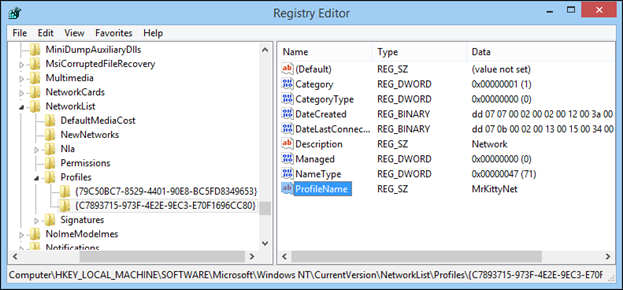 Registry Editor
File Edit View Favorites Help
MiniDumpAuxiliaryDlls
MsiCorruptedFileRecovery
Multimedia
NetworkCards
NetworkList
DefaultMediaCost
NewNetworks
Nla
Permissions
Profiles
{79C50BC7-8529-4401-90E8-BC5FD8349653}
{C7893715-973F-4E2E-9EC3-E70F1696CC80}
Signatures
NoImeModeImes
Notifications
Name Type Data
(Default) REG_SZ (value not set)
Category REG_DWORD 0x00000001 (1)
CategoryType REG_DWORD 0x00000000 (0)
DateCreated REG_BINARY dd 07 07 00 02 00 02 00 12 00 3a 00
DateLastConnec... REG_BINARY dd 07 0b 00 02 00 13 00 15 00 34 00
Description REG_SZ Network
Managed REG_DWORD 0x00000000 (0)
NameType REG_DWORD 0x00000047 (71)
ProfileName REG_SZ MrKittyNet
Computer\HKEY_LOCAL_MACHINE\SOFTWARE\Microsoft\Windows NT\CurrentVersion\NetworkList\Profiles\{C7893715-973F-4E2E-9EC3-E70F1696CC